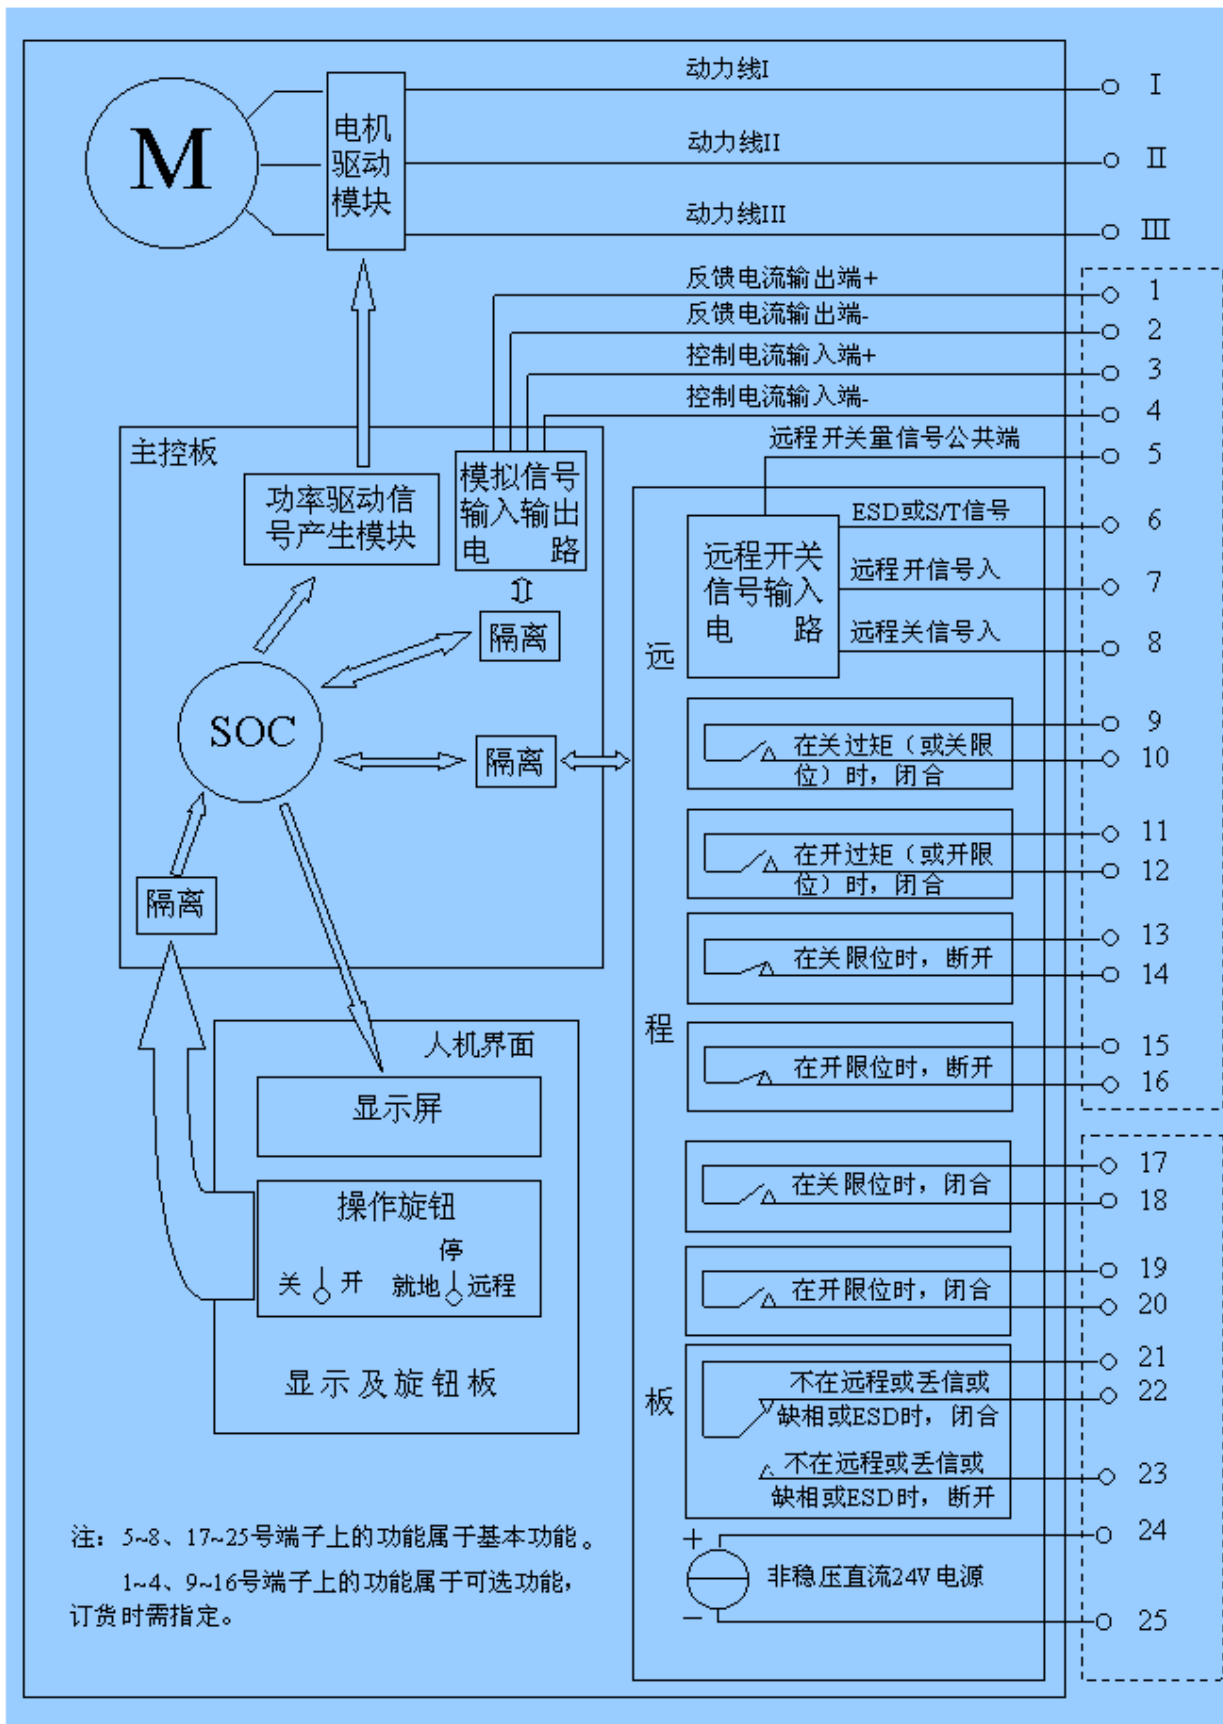 动力线I
I
M
电机
驱动
模块
动力线II
II
动力线III
III
反馈电流输出端+
1
反馈电流输出端-
2
控制电流输入端+
3
控制电流输入端-
4
远程开关量信号公共端
5
主控板
功率驱动信
号产生模块
模拟信号
输入输出
电 路
隔离
SOC
隔离
隔离
远
程
板
远程开关
信号输入
电 路
ESD或S/T信号
6
远程开信号入
7
远程关信号入
8
9
在关过矩（或关限
位）时，闭合
10
11
在开过矩（或开限
位）时，闭合
12
13
在关限位时，断开
14
15
在开限位时，断开
16
人机界面
显示屏
操作旋钮
停
关 开 就地 远程
显示及旋钮板
17
在关限位时，闭合
18
19
在开限位时，闭合
20
21
不在远程或丢信或
缺相或ESD时，闭合
22
不在远程或丢信或
缺相或ESD时，断开
23
+
24
非稳压直流24V电源
−
25
注：5~8、17~25号端子上的功能属于基本功能。
1~4、9~16号端子上的功能属于可选功能，
订货时需指定。